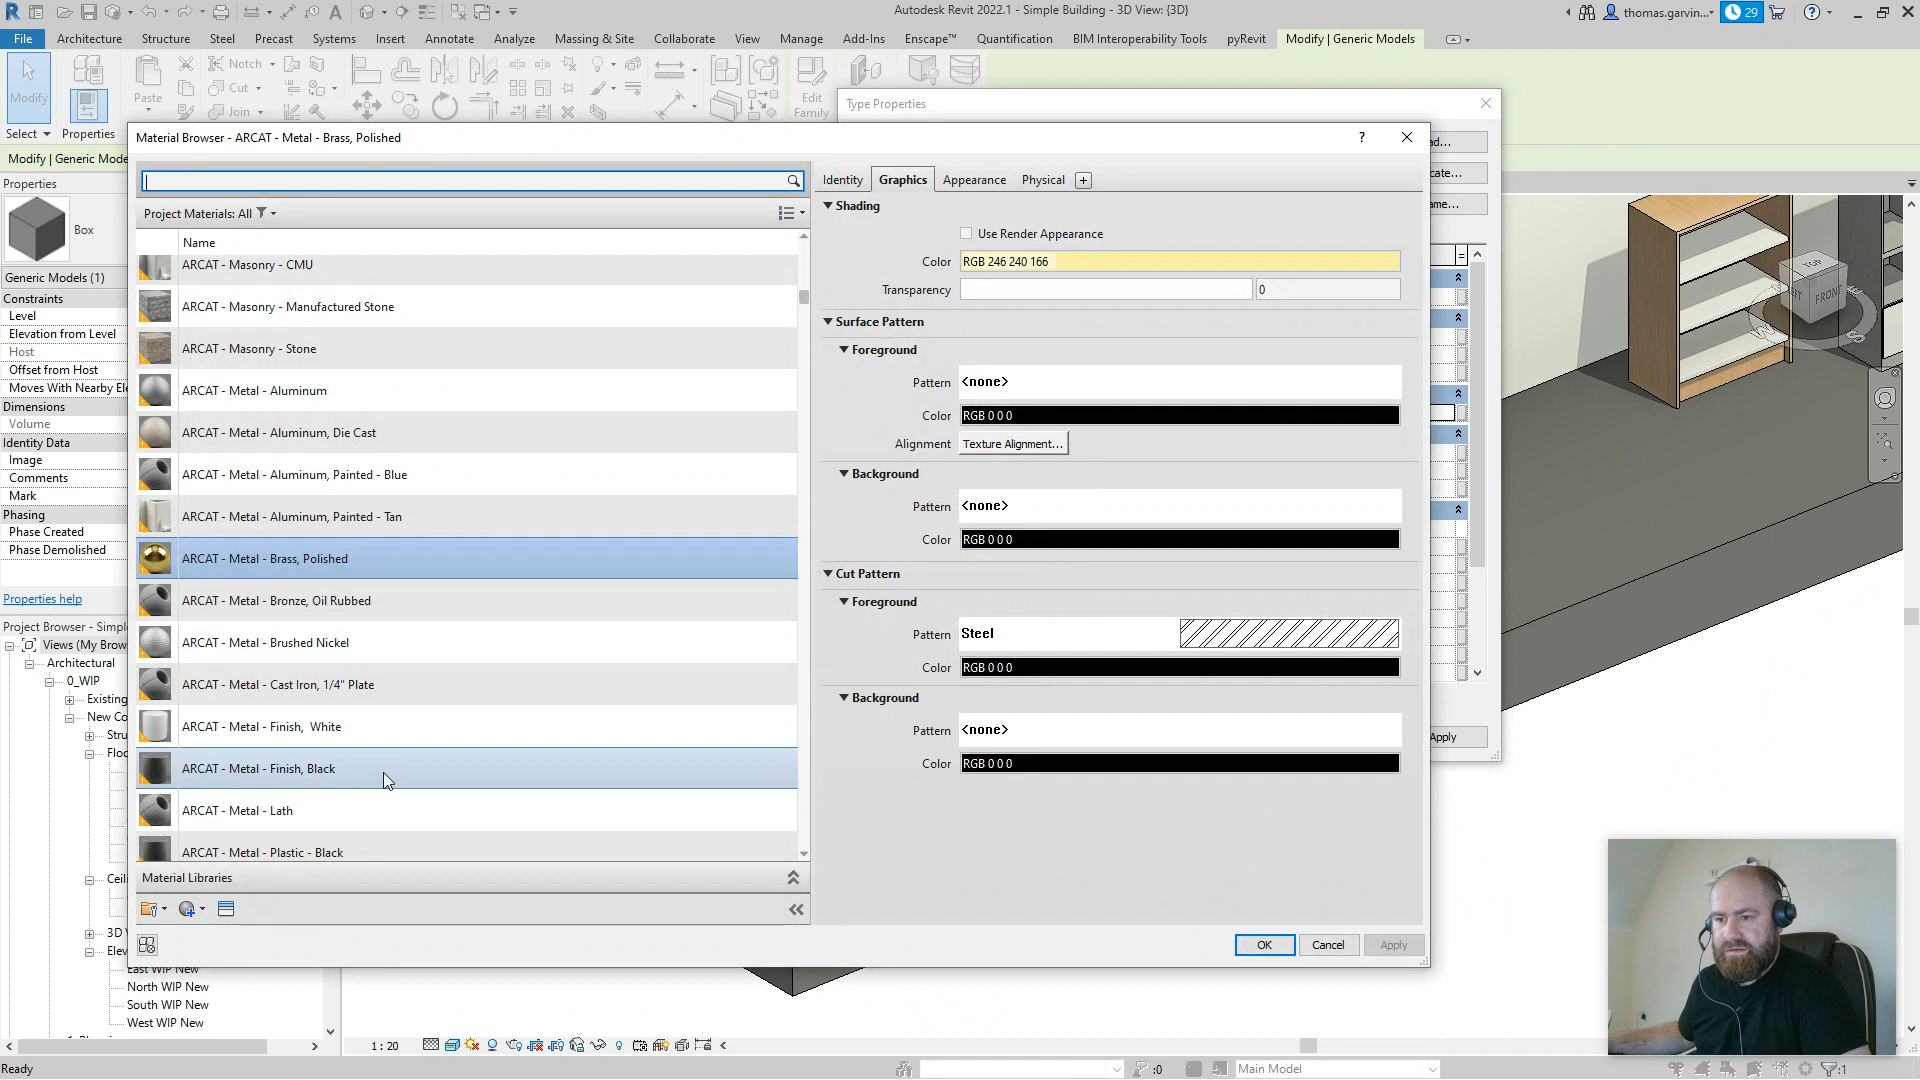 Autodesk Revit 2022.1 - Simple Building - 3D View: {3D}
thomas.garvin...
29
File
Architecture
Structure
Steel
Precast
Systems
Insert
Annotate
Analyze
Massing & Site
Collaborate
View
Manage
Add-Ins
Enscape™
Quantification
BIM Interoperability Tools
pyRevit
Modify | Generic Models
Modify
Select
Properties
Paste
Notch
Cut
Join
Edit
Family
Modify | Generic Mode
Type Properties
ad...
cate...
ame...
=
Apply
Properties
Box
Generic Models (1)
Constraints
Level
Elevation from Level
Host
Offset from Host
Moves With Nearby Ele
Dimensions
Volume
Identity Data
Image
Comments
Mark
Phasing
Phase Created
Phase Demolished
Properties help
Project Browser - Simpl
Views (My Brow
Architectural
0_WIP
Existing
New Co
Stru
Floo
Ceili
3D V
Elev
East WIP New
North WIP New
South WIP New
West WIP New
Material Browser - ARCAT - Metal - Brass, Polished
?
Project Materials: All
Name
ARCAT - Masonry - CMU
ARCAT - Masonry - Manufactured Stone
ARCAT - Masonry - Stone
ARCAT - Metal - Aluminum
ARCAT - Metal - Aluminum, Die Cast
ARCAT - Metal - Aluminum, Painted - Blue
ARCAT - Metal - Aluminum, Painted - Tan
ARCAT - Metal - Brass, Polished
ARCAT - Metal - Bronze, Oil Rubbed
ARCAT - Metal - Brushed Nickel
ARCAT - Metal - Cast Iron, 1/4" Plate
ARCAT - Metal - Finish,  White
ARCAT - Metal - Finish, Black
ARCAT - Metal - Lath
ARCAT - Metal - Plastic - Black
Material Libraries
Identity
Graphics
Appearance
Physical
+
Shading
Use Render Appearance
Color RGB 246 240 166
Transparency 0
Surface Pattern
Foreground
Pattern <none>
Color RGB 0 0 0
Alignment Texture Alignment...
Background
Pattern <none>
Color RGB 0 0 0
Cut Pattern
Foreground
Pattern Steel
Color RGB 0 0 0
Background
Pattern <none>
Color RGB 0 0 0
OK
Cancel
Apply
TOP
FRONT
S
1 : 20
Ready
:0
Main Model
:1